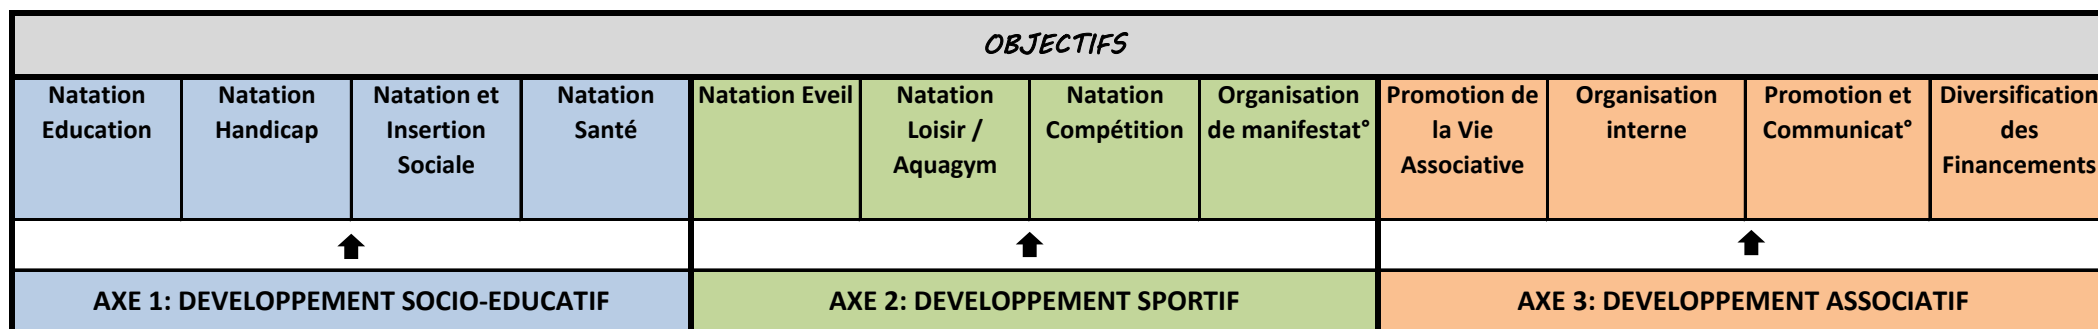 OBJECTIFS
Natation
Education
Natation
Handicap
Natation et
Insertion
Sociale
Natation
Santé
Natation Eveil
Natation
Loisir /
Aquagym
Natation
Compétition
Organisation
de manifestat°
Promotion de
la Vie
Associative
Organisation
interne
Promotion et
Communicat°
Diversification
des
Financements
AXE 1: DEVELOPPEMENT SOCIO-EDUCATIF
AXE 2: DEVELOPPEMENT SPORTIF
AXE 3: DEVELOPPEMENT ASSOCIATIF